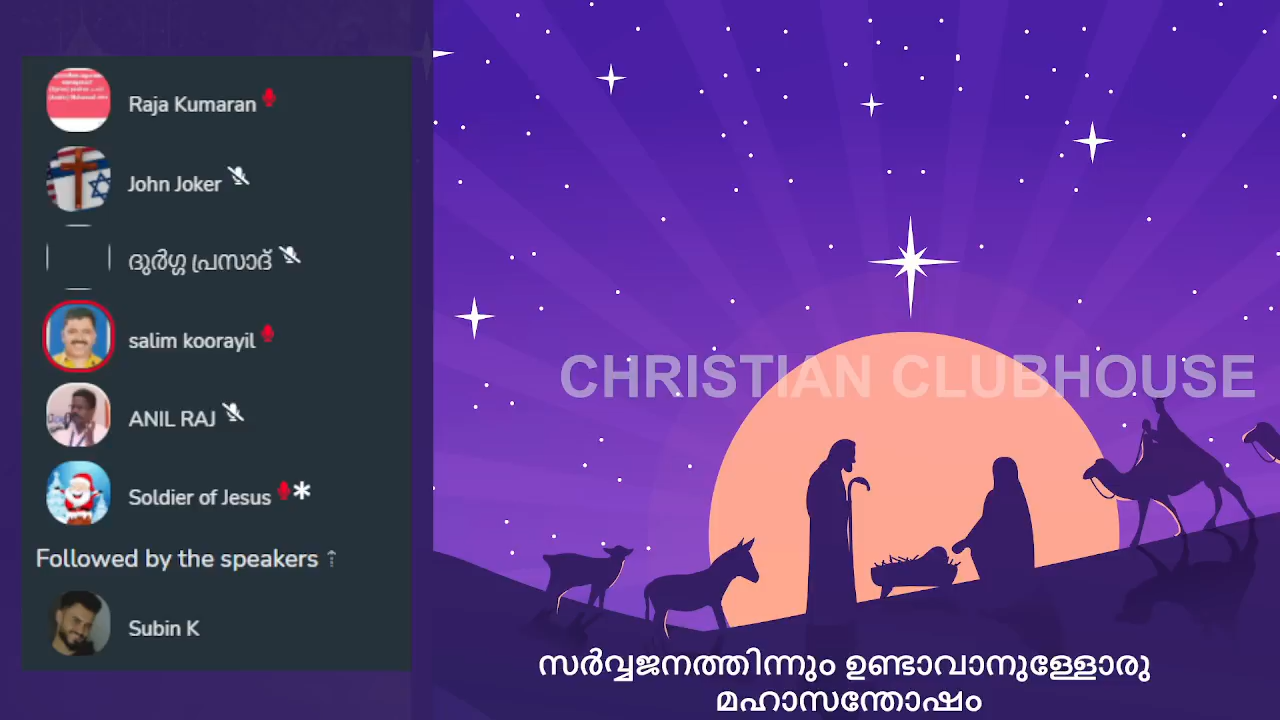 Raja Kumaran
John Joker
ദുർഗ്ഗ പ്രസാദ്
salim koorayil
ANIL RAJ
Soldier of Jesus
Followed by the speakers
Subin K
CHRISTIAN CLUBHOUSE
സർവ്വജനത്തിന്നും ഉണ്ടാവാനുള്ളോരു
മഹാസന്തോഷം